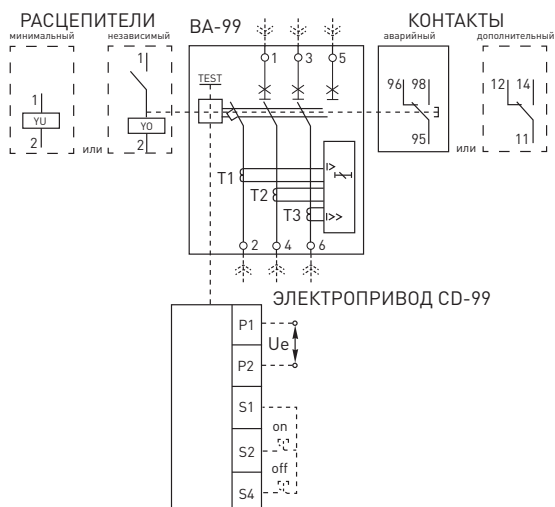 РАСЦЕПИТЕЛИ
минимальный
независимый
ВА-99
КОНТАКТЫ
аварийный
дополнительный
1
3
5
1
TEST
96
98
12
14
1
YU
YO
2
2
95
11
или
или
T1
I>
T2
T3
I>>
2
4
6
ЭЛЕКТРОПРИВОД CD-99
P1
Ue
P2
S1
on
S2
off
S4